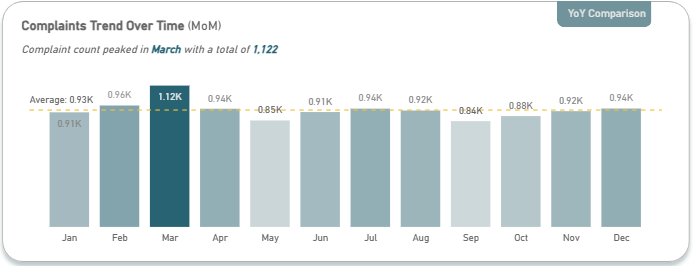 YoY Comparison
Complaints Trend Over Time (MoM)
Complaint count peaked in March with a total of 1,122
Average: 0.93K
0.91K
0.96K
1.12K
0.94K
0.85K
0.91K
0.94K
0.92K
0.84K
0.88K
0.92K
0.94K
Jan Feb Mar Apr May Jun Jul Aug Sep Oct Nov Dec